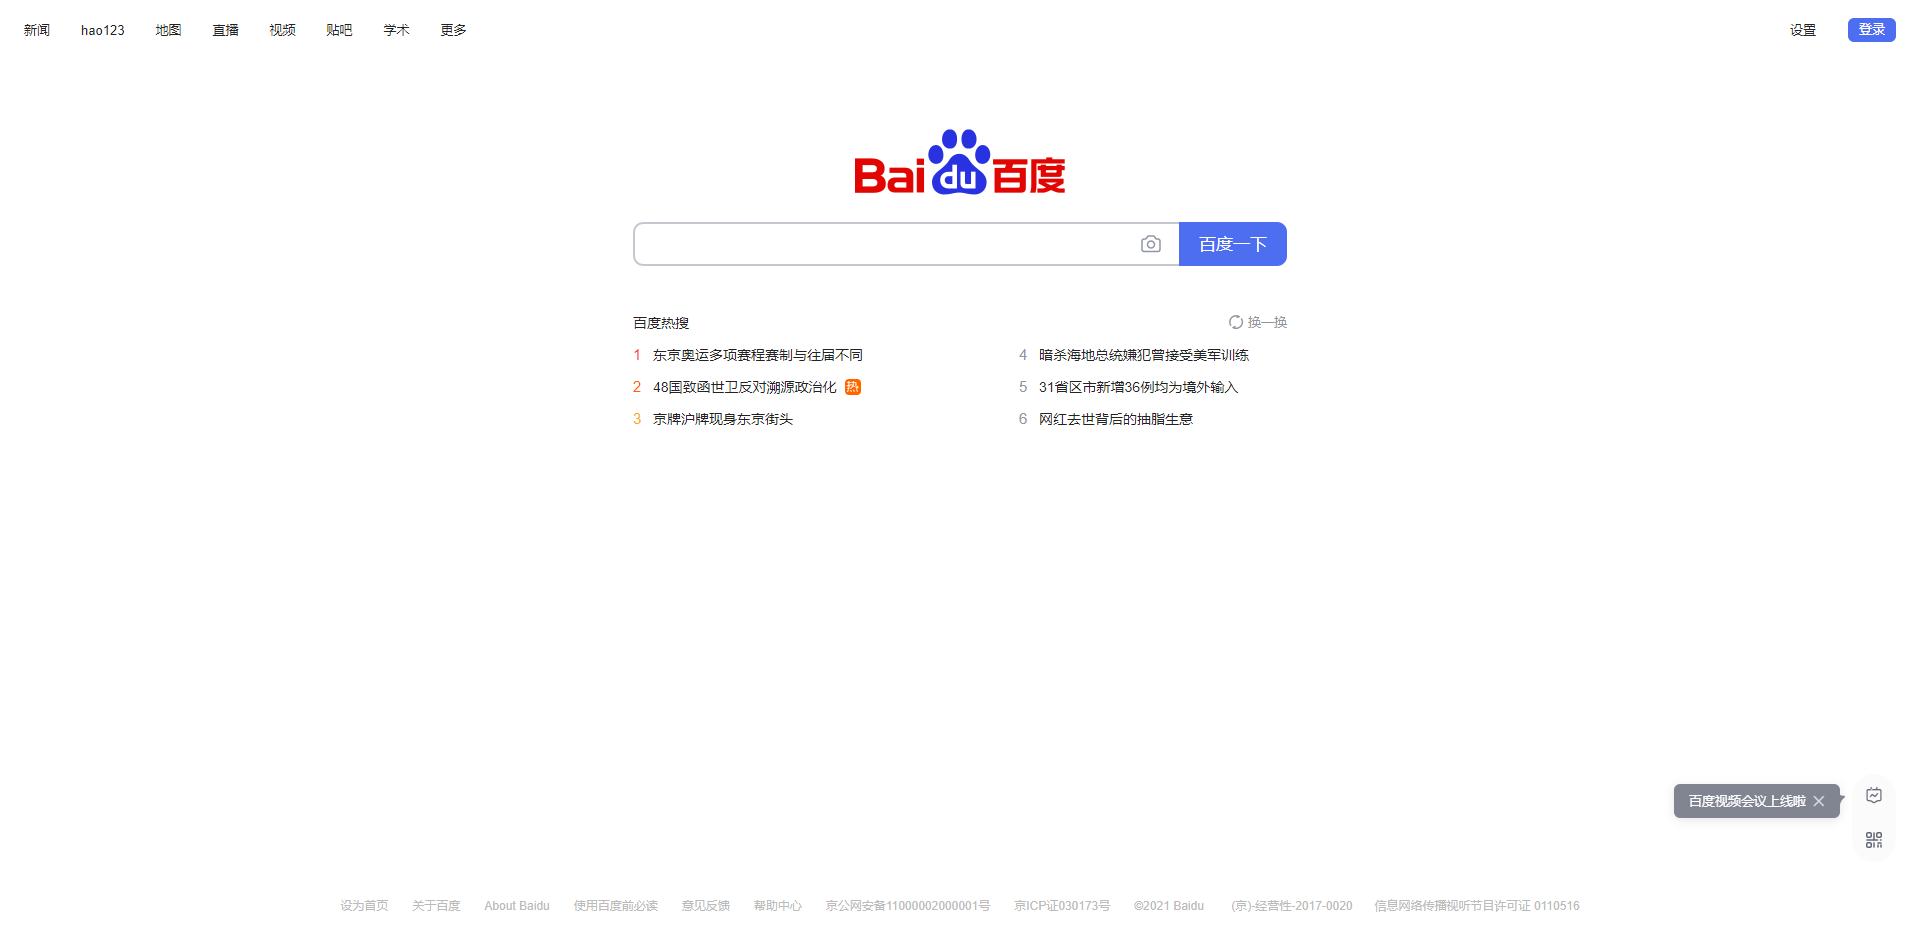 新闻 hao123 地图 直播 视频 贴吧 学术 更多 设置 登录
Bai du 百度
百度一下
百度热搜 换一换
1 东京奥运多项赛程赛制与往届不同
2 48国致函世卫反对溯源政治化 热
3 京牌沪牌现身东京街头
4 暗杀海地总统嫌犯曾接受美军训练
5 31省区市新增36例均为境外输入
6 网红去世背后的抽脂生意
百度视频会议上线啦
设为首页 关于百度 About Baidu 使用百度前必读 意见反馈 帮助中心 京公网安备11000002000001号 京ICP证030173号 ©2021 Baidu (京)-经营性-2017-0020 信息网络传播视听节目许可证 0110516